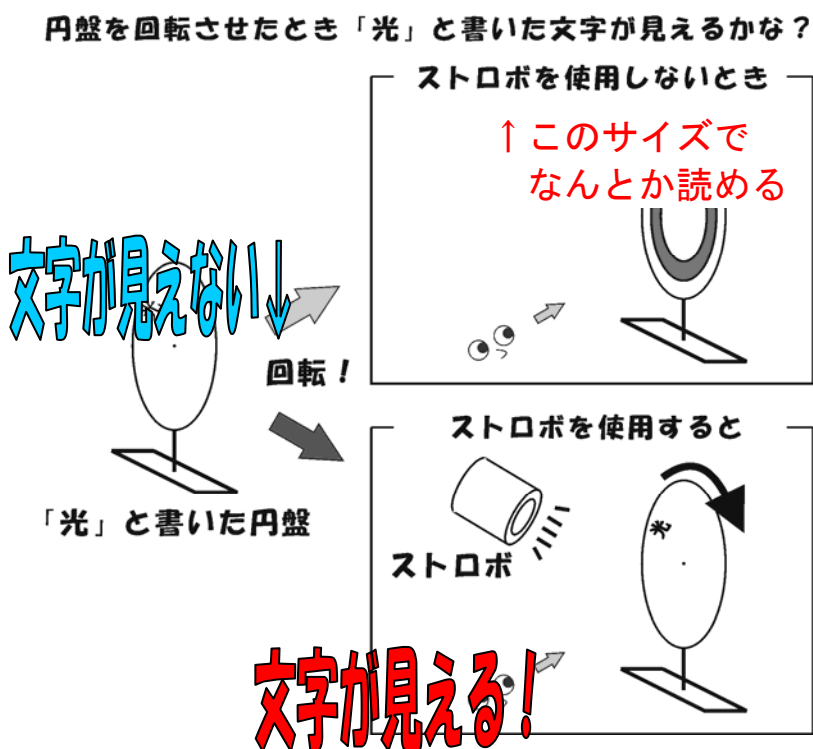 円盤を回転させたとき「光」と書いた文字が見えるかな?
ストロボを使用しないとき
↑このサイズで
なんとか読める
文字が見えない↓
回転!
ストロボを使用すると
「光」と書いた円盤
光
ストロボ
文字が見える!